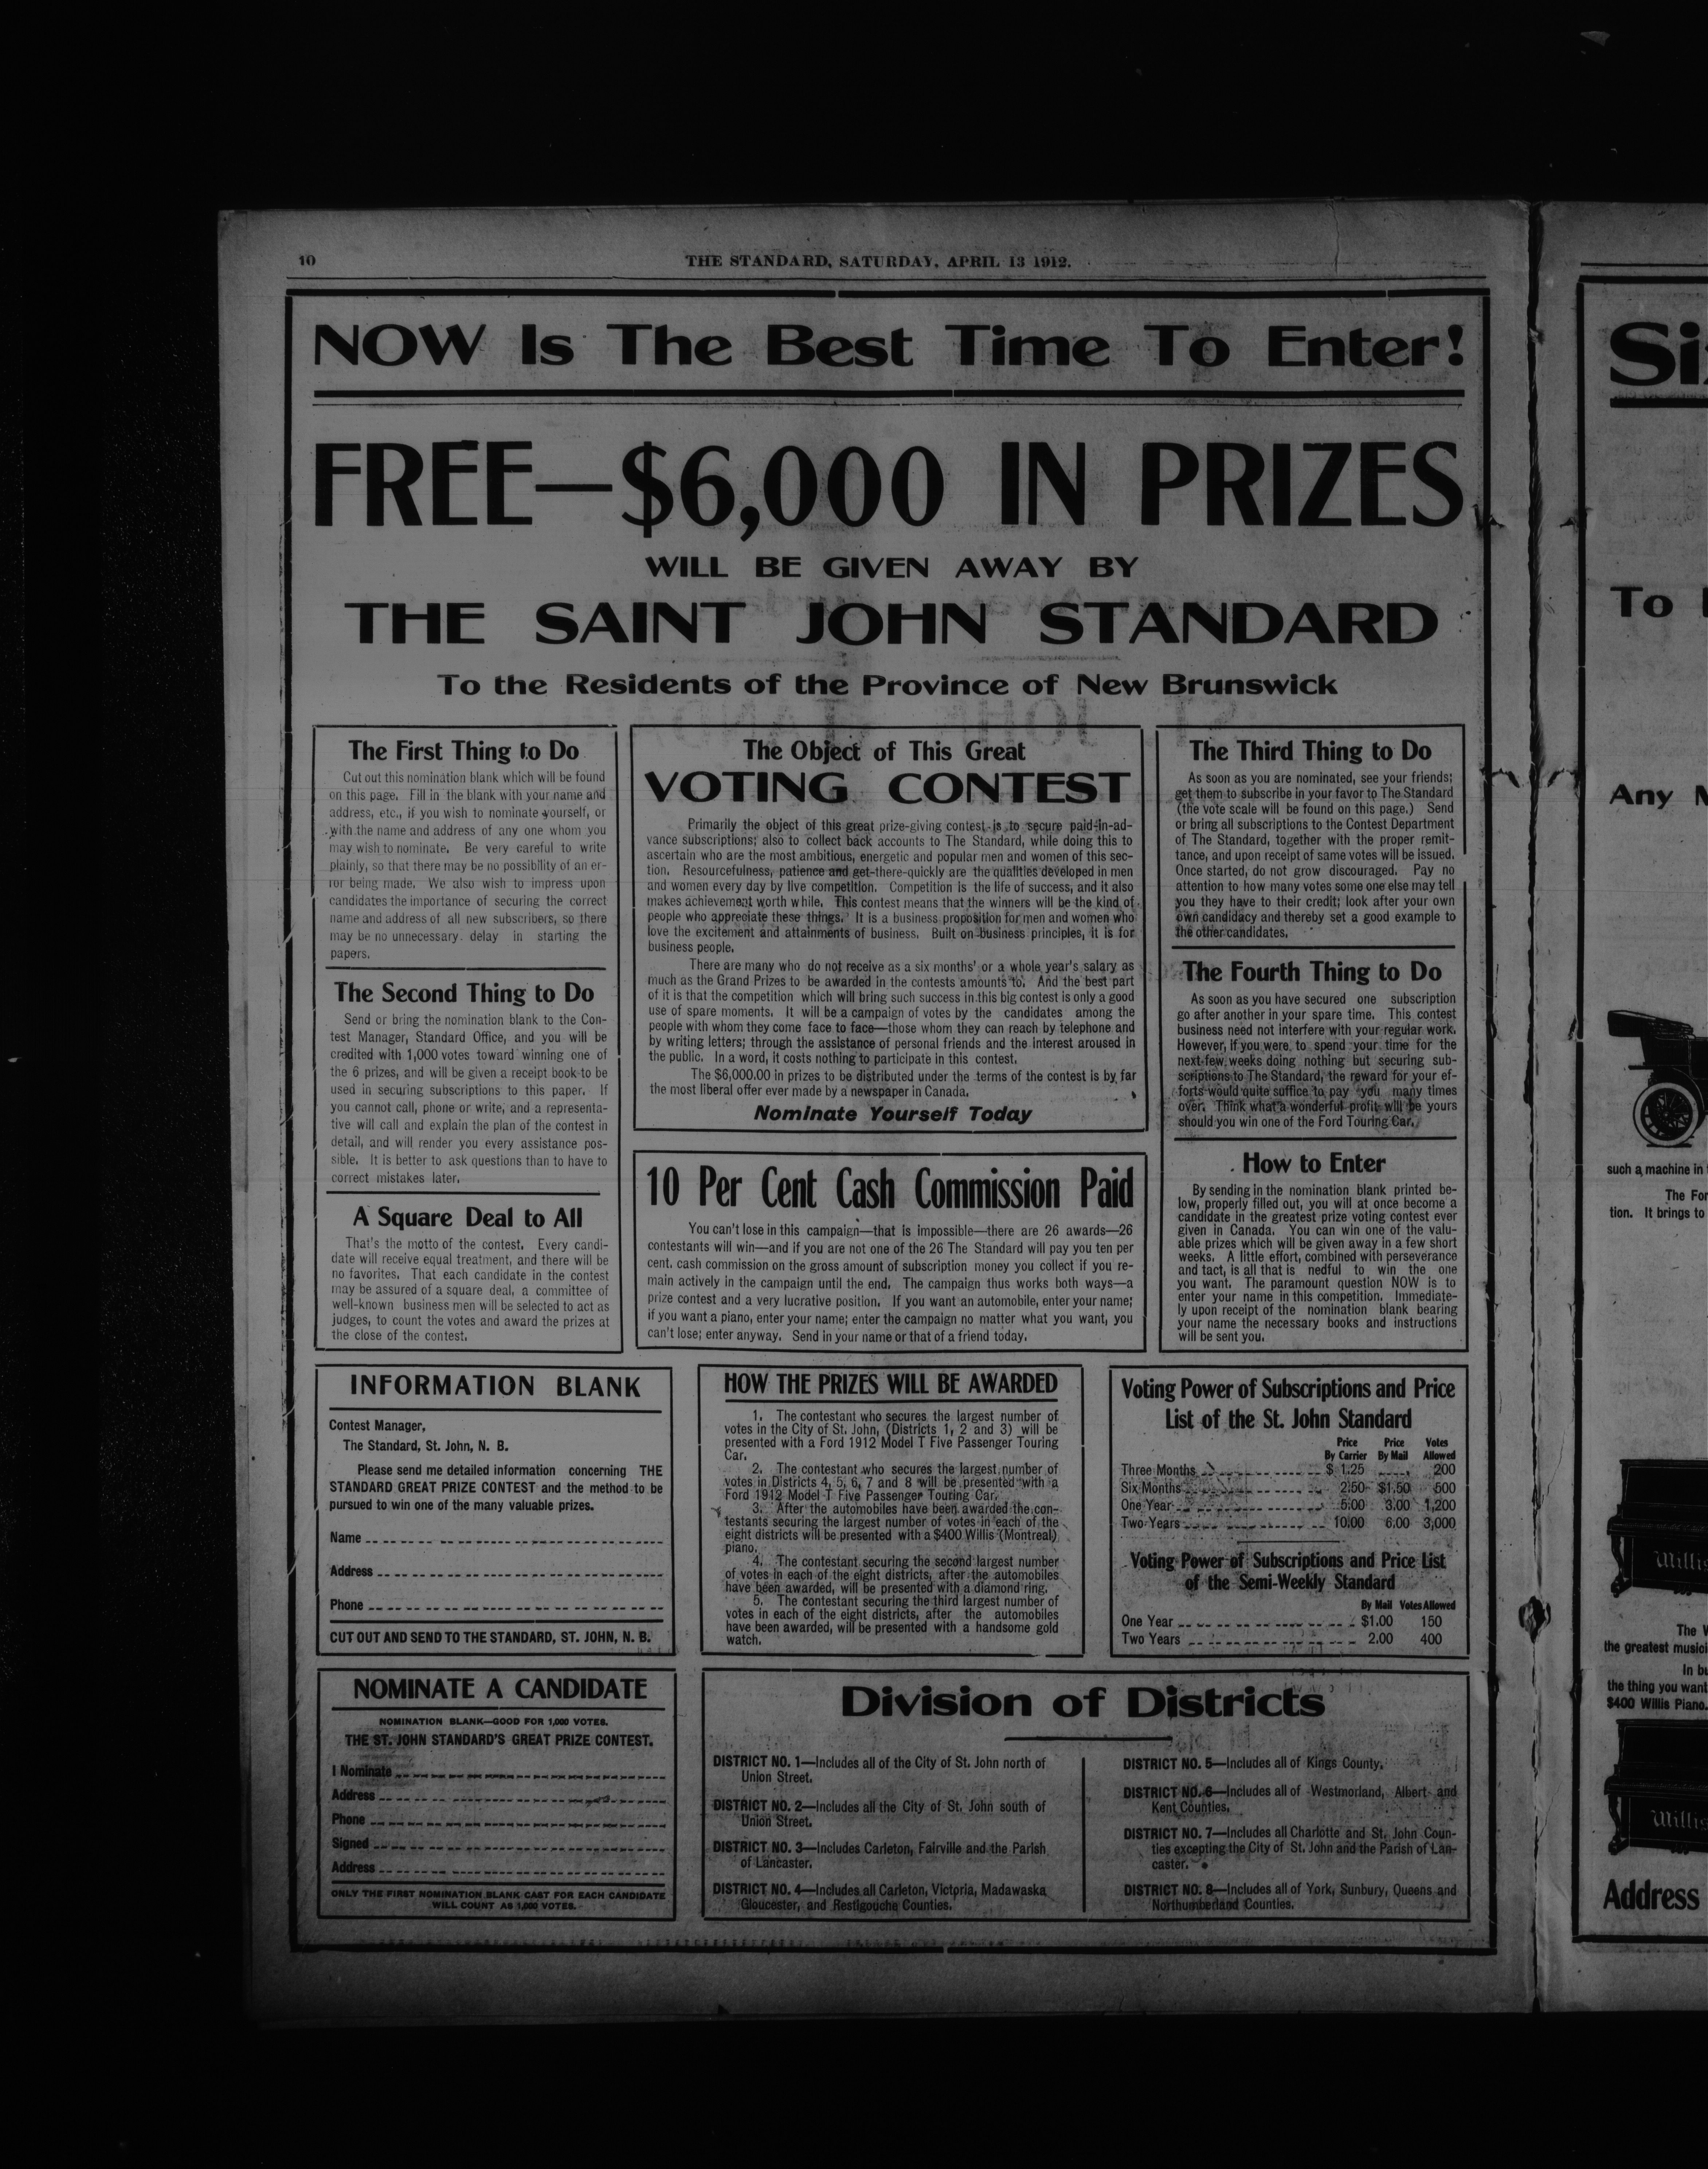 10
THE STANDARD, SATURDAY, APRIL 13 1912.
NOW Is The Best Time To Enter!
FREE—$6,000 IN PRIZES
WILL BE GIVEN AWAY BY
THE SAINT JOHN STANDARD
To the Residents of the Province of New Brunswick
The First Thing to Do
Cut out this nomination blank which will be found
on this page. Fill in the blank with your name and
address, etc., if you wish to nominate yourself, or
with the name and address of any one whom you
may wish to nominate. Be very careful to write
plainly, so that there may be no possibility of an er-
ror being made. We also wish to impress upon
candidates the importance of securing the correct
name and address of all new subscribers, so there
may be no unnecessary delay in starting the
papers.
The Second Thing to Do
Send or bring the nomination blank to the Con-
test Manager, Standard Office, and you will be
credited with 1,000 votes toward winning one of
the 6 prizes, and will be given a receipt book to be
used in securing subscriptions to this paper. If
you cannot call, phone or write, and a representa-
tive will call and explain the plan of the contest in
detail, and will render you every assistance pos-
sible. It is better to ask questions than to have to
correct mistakes later.
A Square Deal to All
That's the motto of the contest. Every candi-
date will receive equal treatment, and there will be
no favorites. That each candidate in the contest
may be assured of a square deal, a committee of
well-known business men will be selected to act as
judges, to count the votes and award the prizes at
the close of the contest.
The Object of This Great
VOTING CONTEST
Primarily the object of this great prize-giving contest is to secure paid-in-ad-
vance subscriptions; also to collect back accounts to The Standard, while doing this to
ascertain who are the most ambitious, energetic and popular men and women of this sec-
tion. Resourcefulness, patience and get-there-quickly are the qualities developed in men
and women every day by live competition. Competition is the life of success, and it also
makes achievement worth while. This contest means that the winners will be the kind of
people who appreciate these things. It is a business proposition for men and women who
love the excitement and attainments of business. Built on business principles, it is for
business people.
There are many who do not receive as a six months' or a whole year's salary as
much as the Grand Prizes to be awarded in the contests amounts to. And the best part
of it is that the competition which will bring such success in this big contest is only a good
use of spare moments. It will be a campaign of votes by the candidates among the
people with whom they come face to face—those whom they can reach by telephone and
by writing letters; through the assistance of personal friends and the interest aroused in
the public. In a word, it costs nothing to participate in this contest.
The $6,000.00 in prizes to be distributed under the terms of the contest is by far
the most liberal offer ever made by a newspaper in Canada.
Nominate Yourself Today
10 Per Cent Cash Commission Paid
You can't lose in this campaign—that is impossible—there are 26 awards—26
contestants will win—and if you are not one of the 26 The Standard will pay you ten per
cent. cash commission on the gross amount of subscription money you collect if you re-
main actively in the campaign until the end. The campaign thus works both ways—a
prize contest and a very lucrative position. If you want an automobile, enter your name;
if you want a piano, enter your name; enter the campaign no matter what you want, you
can't lose; enter anyway. Send in your name or that of a friend today.
The Third Thing to Do
As soon as you are nominated, see your friends;
get them to subscribe in your favor to The Standard
(the vote scale will be found on this page.) Send
or bring all subscriptions to the Contest Department
of The Standard, together with the proper remit-
tance, and upon receipt of same votes will be issued.
Once started, do not grow discouraged. Pay no
attention to how many votes some one else may tell
you they have to their credit; look after your own
own candidacy and thereby set a good example to
the other candidates.
The Fourth Thing to Do
As soon as you have secured one subscription
go after another in your spare time. This contest
business need not interfere with your regular work.
However, if you were to spend your time for the
next few weeks doing nothing but securing sub-
scriptions to The Standard, the reward for your ef-
forts would quite suffice to pay you many times
over. Think what a wonderful profit will be yours
should you win one of the Ford Touring Car.
How to Enter
By sending in the nomination blank printed be-
low, properly filled out, you will at once become a
candidate in the greatest prize voting contest ever
given in Canada. You can win one of the valu-
able prizes which will be given away in a few short
weeks. A little effort, combined with perseverance
and tact, is all that is nedful to win the one
you want. The paramount question NOW is to
enter your name in this competition. Immediate-
ly upon receipt of the nomination blank bearing
your name the necessary books and instructions
will be sent you.
INFORMATION BLANK
Contest Manager,
The Standard, St. John, N. B.
Please send me detailed information concerning THE
STANDARD GREAT PRIZE CONTEST and the method to be
pursued to win one of the many valuable prizes.
Name
Address
Phone
CUT OUT AND SEND TO THE STANDARD, ST. JOHN, N. B.
HOW THE PRIZES WILL BE AWARDED
1. The contestant who secures the largest number of
votes in the City of St. John, (Districts 1, 2 and 3) will be
presented with a Ford 1912 Model T Five Passenger Touring
Car.
2. The contestant who secures the largest number of
votes in Districts 4, 5, 6, 7 and 8 will be presented with a
Ford 1912 Model T Five Passenger Touring Car.
3. After the automobiles have been awarded the con-
testants securing the largest number of votes in each of the
eight districts will be presented with a $400 Willis (Montreal)
piano.
4. The contestant securing the second largest number
of votes in each of the eight districts, after the automobiles
have been awarded, will be presented with a diamond ring.
5. The contestant securing the third largest number of
votes in each of the eight districts, after the automobiles
have been awarded, will be presented with a handsome gold
watch.
Voting Power of Subscriptions and Price
List of the St. John Standard
Price Price Votes
By Carrier By Mail Allowed
Three Months $ 1.25 200
Six Months 2.50 $1.50 500
One Year 5.00 3.00 1,200
Two Years 10.00 6.00 3,000
Voting Power of Subscriptions and Price List
of the Semi-Weekly Standard
By Mail Votes Allowed
One Year $1.00 150
Two Years 2.00 400
NOMINATE A CANDIDATE
NOMINATION BLANK—GOOD FOR 1,000 VOTES.
THE ST. JOHN STANDARD'S GREAT PRIZE CONTEST.
I Nominate
Address
Phone
Signed
Address
ONLY THE FIRST NOMINATION BLANK CAST FOR EACH CANDIDATE
WILL COUNT AS 1,000 VOTES.
Division of Districts
DISTRICT NO. 1—Includes all of the City of St. John north of
Union Street.
DISTRICT NO. 2—Includes all the City of St. John south of
Union Street.
DISTRICT NO. 3—Includes Carleton, Fairville and the Parish
of Lancaster.
DISTRICT NO. 4—Includes all Carleton, Victoria, Madawaska
Gloucester, and Restigouche Counties.
DISTRICT NO. 5—Includes all of Kings County.
DISTRICT NO. 6—Includes all of Westmorland, Albert and
Kent Counties.
DISTRICT NO. 7—Includes all Charlotte and St. John Coun-
ties excepting the City of St. John and the Parish of Lan-
caster.
DISTRICT NO. 8—Includes all of York, Sunbury, Queens and
Northumberland Counties.
To
Any
such a machine in
The
tion. It brings to
Willis
The
the greatest
In
the thing you want
$400 Willis Piano.
Willis
Address